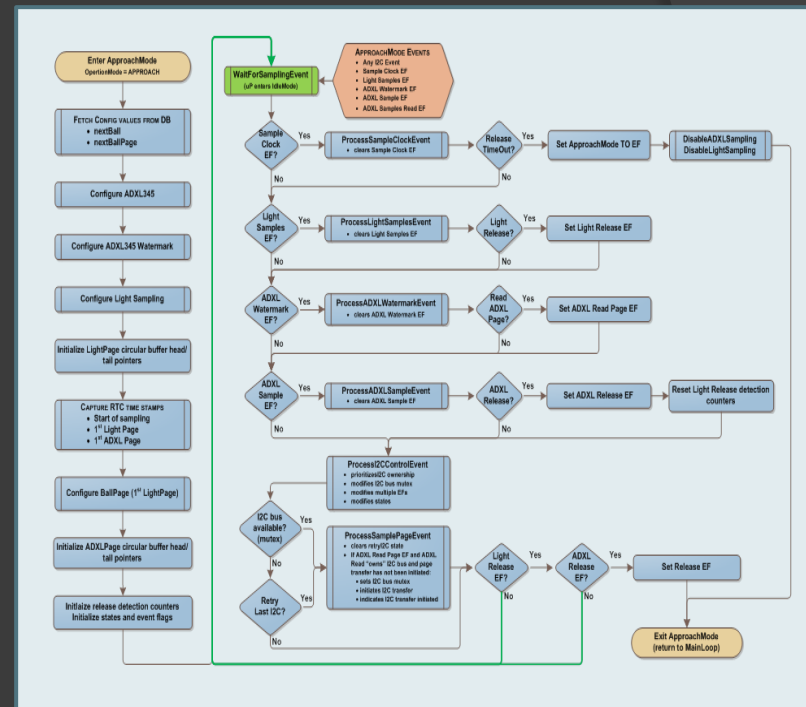 Enter ApproachMode
OpertionMode = APPROACH
FETCH CONFIG VALUES FROM DB
• nextBall
• nextBallPage
Configure ADXL345
Configure ADXL345 Watermark
Configure Light Sampling
Initialize LightPage circular buffer head/
tail pointers
CAPTURE RTC TIME STAMPS
• Start of sampling
• 1st Light Page
• 1st ADXL Page
Configure BallPage (1st LightPage)
Initialize ADXLPage circular buffer head/
tail pointers
Initiaize release detection counters
Initialize states and event flags
WaitForSamplingEvent
(uP enters IdleMode)
APPROACHMODE EVENTS
• Any I2C Event
• Sample Clock EF
• Light Samples EF
• ADXL Watermark EF
• ADXL Sample EF
• ADXL Samples Read EF
Sample
Clock
EF?
Yes
No
ProcessSampleClockEvent
• clears Sample Clock EF
Release
TimeOut?
Yes
No
Set ApproachMode TO EF
DisableADXLSampling
DisableLightSampling
Light
Samples
EF?
Yes
No
ProcessLightSamplesEvent
• clears Light Samples EF
Light
Release?
Yes
No
Set Light Release EF
ADXL
Watermark
EF?
Yes
No
ProcessADXLWatermarkEvent
• clears ADXL Watermark EF
Read
ADXL
Page?
Yes
No
Set ADXL Read Page EF
ADXL
Sample
EF?
Yes
No
ProcessADXLSampleEvent
• clears ADXL Sample EF
ADXL
Release?
Yes
No
Set ADXL Release EF
Reset Light Release detection
counters
ProcessI2CControlEvent
• prioritizesI2C ownership
• modifies I2C bus mutex
• modifies multiple EFs
• modifies states
I2C bus
available?
(mutex)
Yes
No
Retry
Last I2C?
Yes
No
ProcessSamplePageEvent
• clears retryI2C state
• If ADXL Read Page EF and ADXL
Read "owns" I2C bus and page
transfer has not been initiated:
• sets I2C bus mutex
• initiates I2C transfer
• indicates I2C transfer initiated
Light
Release
EF?
Yes
No
ADXL
Release
EF?
Yes
No
Set Release EF
Exit ApproachMode
(return to MainLoop)